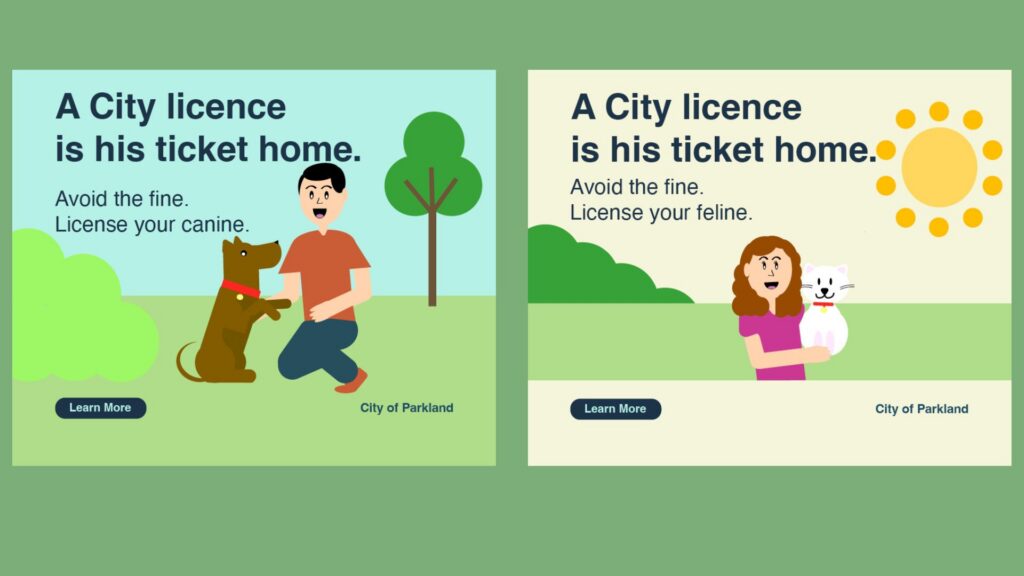 A City licence
is his ticket home.
Avoid the fine.
License your canine.
Learn More
City of Parkland
A City licence
is his ticket home.
Avoid the fine.
License your feline.
Learn More
City of Parkland